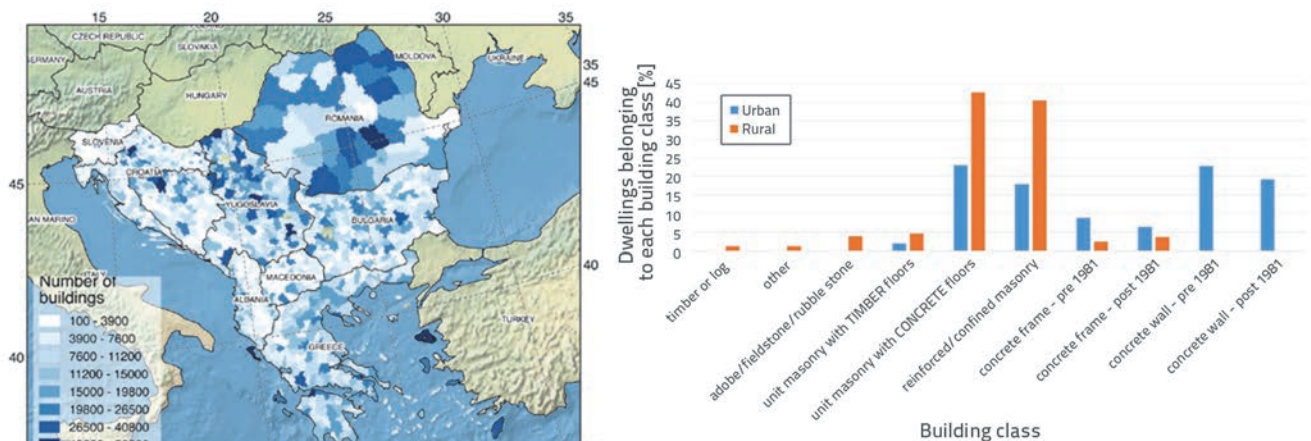 15
20
25
30
35
CZECH REPUBLIC
SLOVAKIA
UKRAINE
GERMANY
MOLDOVA
35
45
AUSTRIA
HUNGARY
ROMANIA
SLOVENIA
CROATIA
45
YUGOSLAVIA
BULGARIA
SAN MARINO
40
MACEDONIA
ITALY
ALBANIA
TURKEY
GREECE
40
Number of
buildings
100 - 3900
3900 - 7600
7600 - 11200
11200 - 15000
15000 - 19800
19800 - 26500
26500 - 40800
Dwellings belonging
to each building class [%]
45
40
35
30
25
20
15
10
5
0
Urban
Rural
timber or log
other
adobe/fieldstone/rubble stone
unit masonry with TIMBER floors
unit masonry with CONCRETE floors
reinforced/confined masonry
concrete frame - pre 1981
concrete frame - post 1981
concrete wall - pre 1981
concrete wall - post 1981
Building class